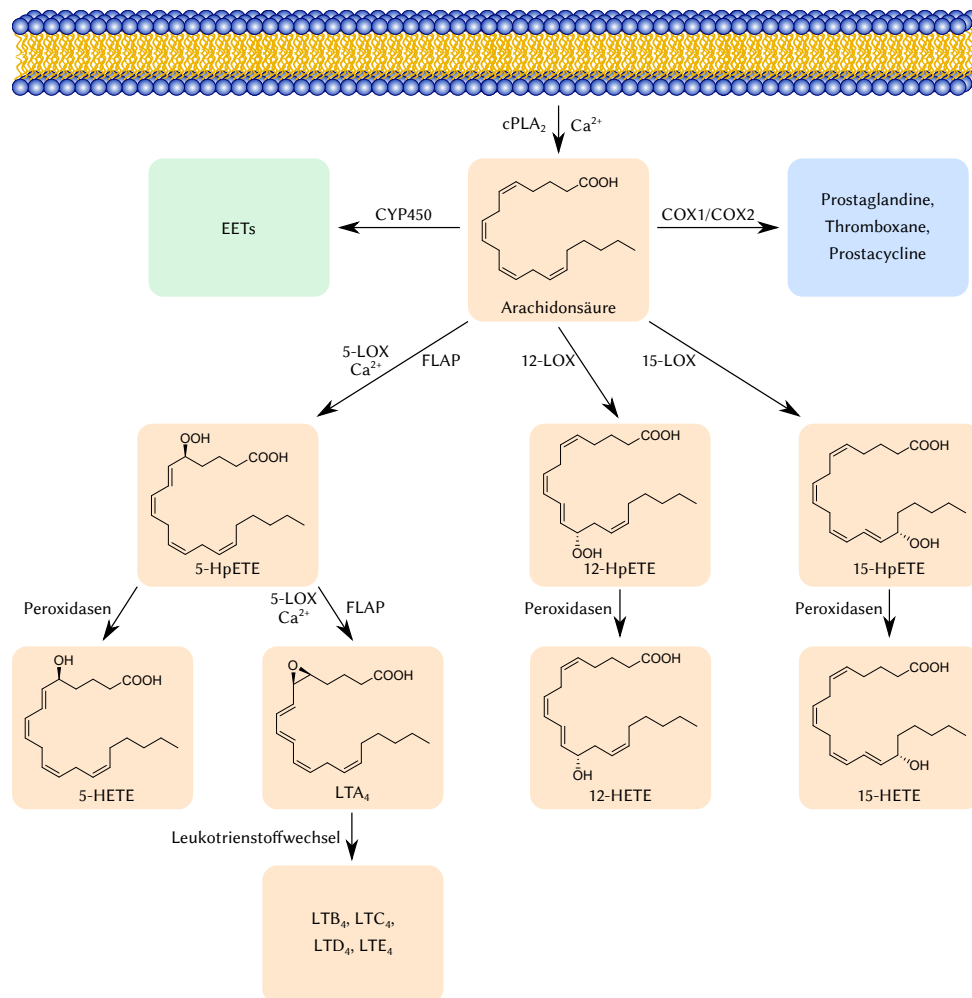 cPLA₂ Ca²⁺
COOH
EETs
CYP450
COX1/COX2
Prostaglandine,
Thromboxane,
Prostacycline
Arachidonsäure
5-LOX
Ca²⁺
FLAP
12-LOX
15-LOX
OOH
COOH
5-HpETE
COOH
OOH
12-HpETE
COOH
OOH
15-HpETE
Peroxidasen
5-LOX
Ca²⁺
FLAP
Peroxidasen
Peroxidasen
OH
COOH
5-HETE
O
COOH
LTA₄
COOH
OH
12-HETE
COOH
OH
15-HETE
Leukotrienstoffwechsel
LTB₄, LTC₄,
LTD₄, LTE₄